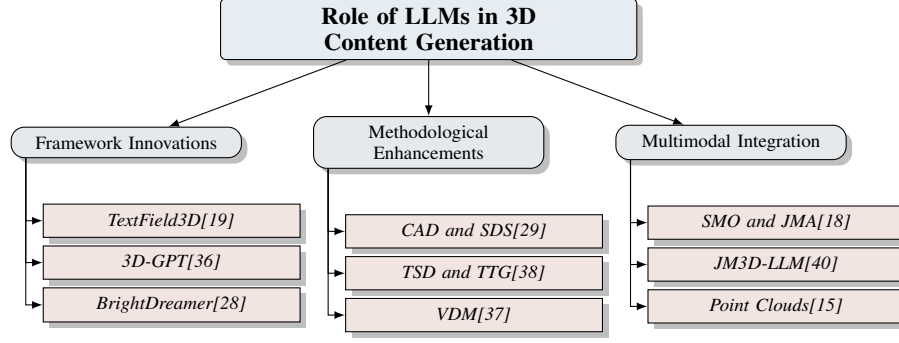 Role of LLMs in 3D
Content Generation
Framework Innovations
TextField3D[19]
3D-GPT[36]
BrightDreamer[28]
Methodological
Enhancements
CAD and SDS[29]
TSD and TTG[38]
VDM[37]
Multimodal Integration
SMO and JMA[18]
JM3D-LLM[40]
Point Clouds[15]